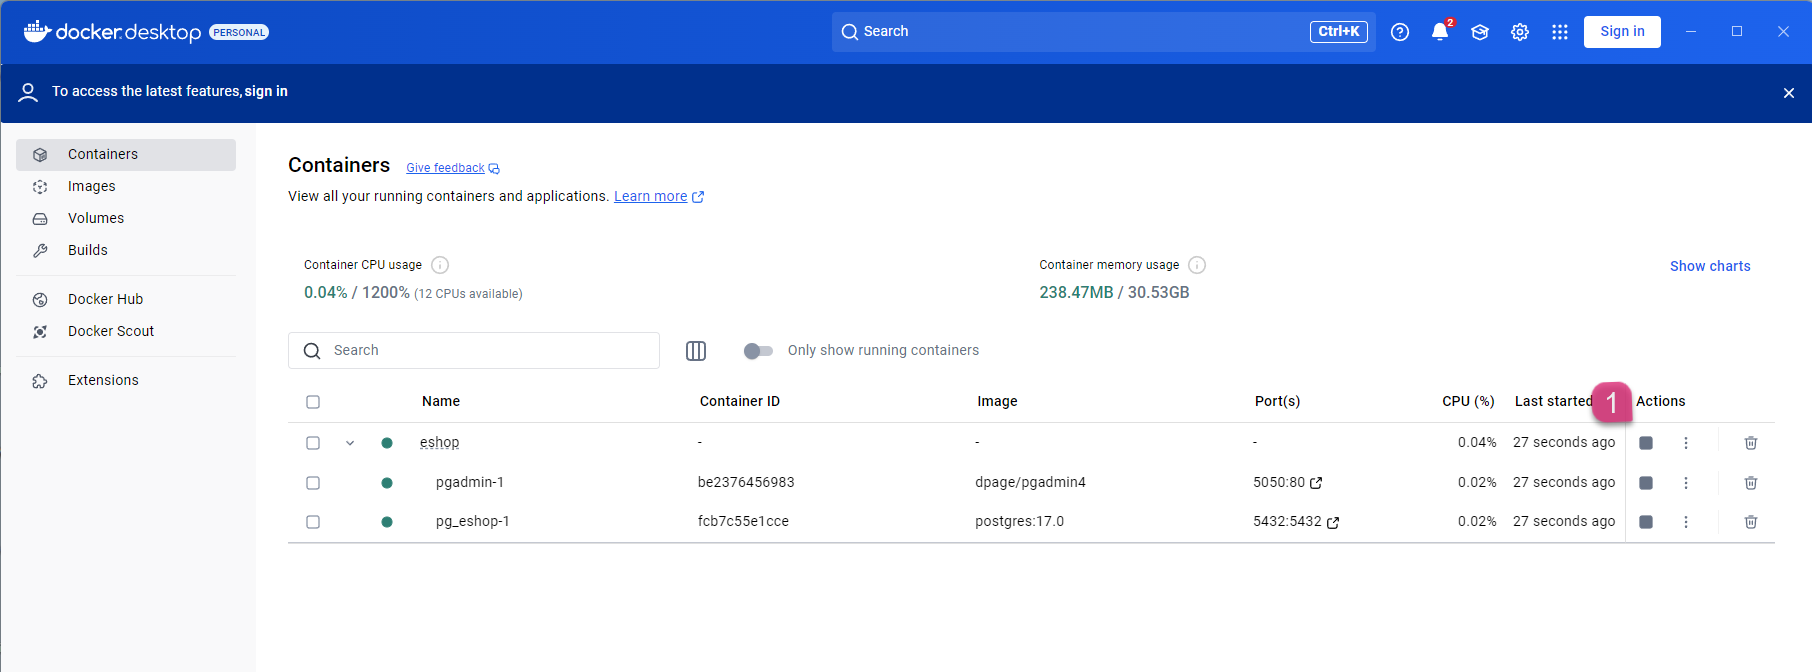 docker.desktop PERSONAL
Search Ctrl+K
2
Sign in
To access the latest features, sign in
Containers
Images
Volumes
Builds
Docker Hub
Docker Scout
Extensions
Containers Give feedback
View all your running containers and applications. Learn more
Container CPU usage
0.04% / 1200% (12 CPUs available)
Container memory usage
238.47MB / 30.53GB
Show charts
Search
Only show running containers
Name Container ID Image Port(s) CPU (%) Last started 1 Actions
eshop - - - 0.04% 27 seconds ago
pgadmin-1 be2376456983 dpage/pgadmin4 5050:80 0.02% 27 seconds ago
pg_eshop-1 fcb7c55e1cce postgres:17.0 5432:5432 0.02% 27 seconds ago